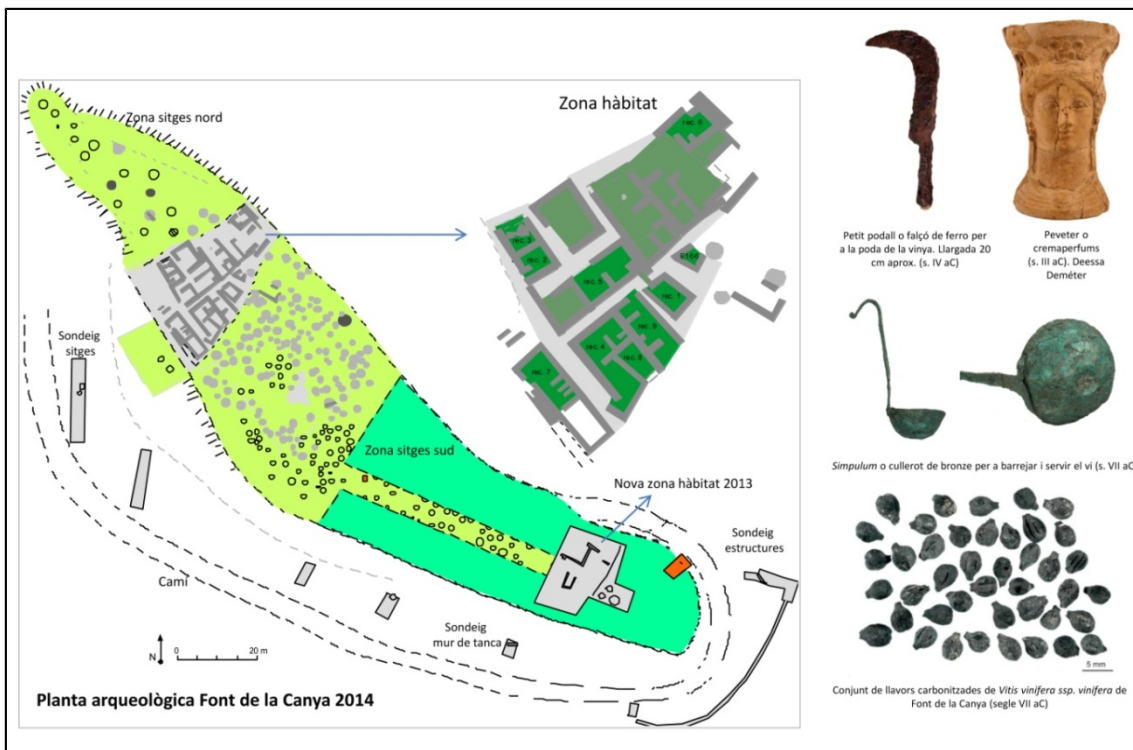 Zona sitges nord
Zona hàbitat
rec. 6
rec. 3
rec. 2
rec. 5
rec. 1
rec. 9
rec. 4
rec. 8
rec. 7
Sondeig
sitges
Zona sitges sud
Nova zona hàbitat 2013
Sondeig
estructures
Camí
Sondeig
mur de tanca
N
0
20 m
Planta arqueològica Font de la Canya 2014
Petit podall o falçó de ferro per
a la poda de la vinya. Llargada 20
cm aprox. (s. IV aC)
Peveter o
cremaperfums
(s. III aC). Deessa
Deméter
Simpulum o cullerot de bronze per a barrejar i servir el vi (s. VII aC
5 mm
Conjunt de llavors carbonitzades de Vitis vinifera ssp. vinifera de
Font de la Canya (segle VII aC)